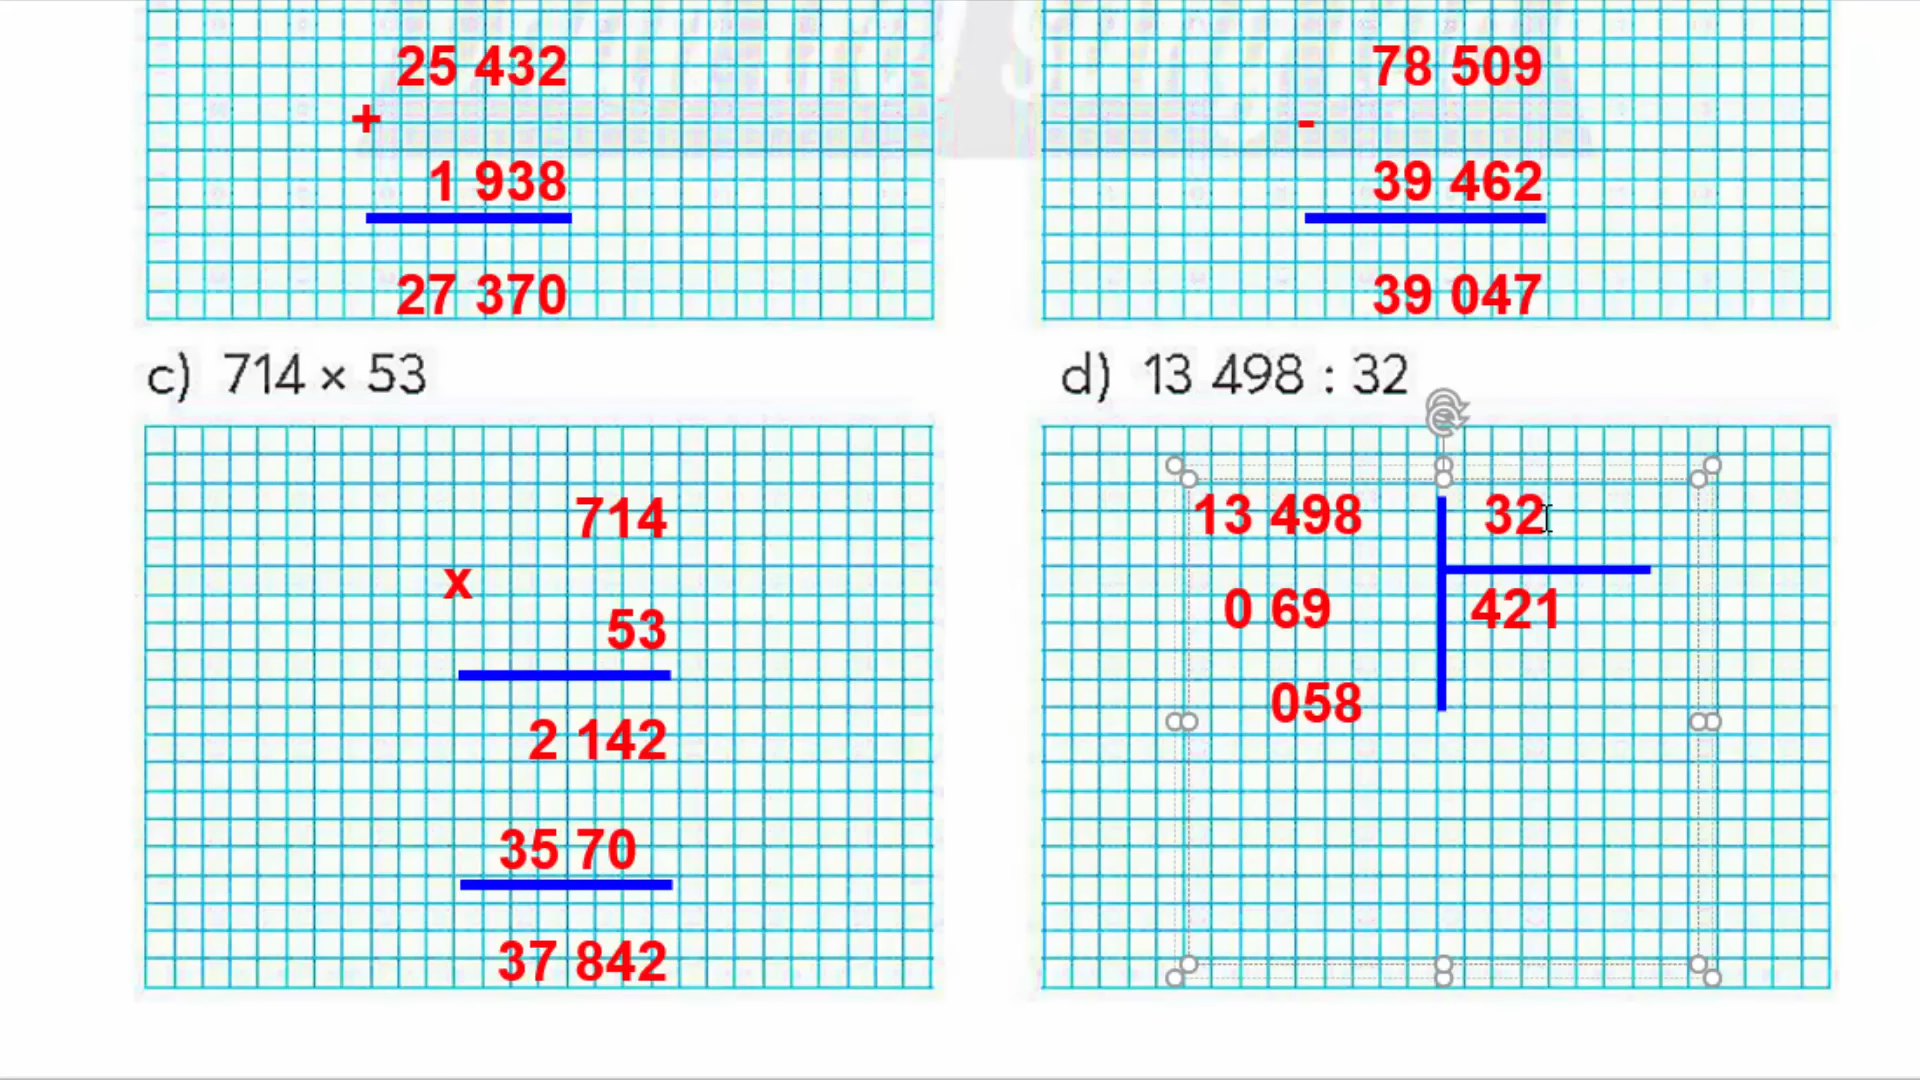 25 432
+
1 938
27 370
78 509
-
39 462
39 047
c) 714 × 53
714
x
53
2 142
35 70
37 842
d) 13 498 : 32
13 498 32
0 69 421
058